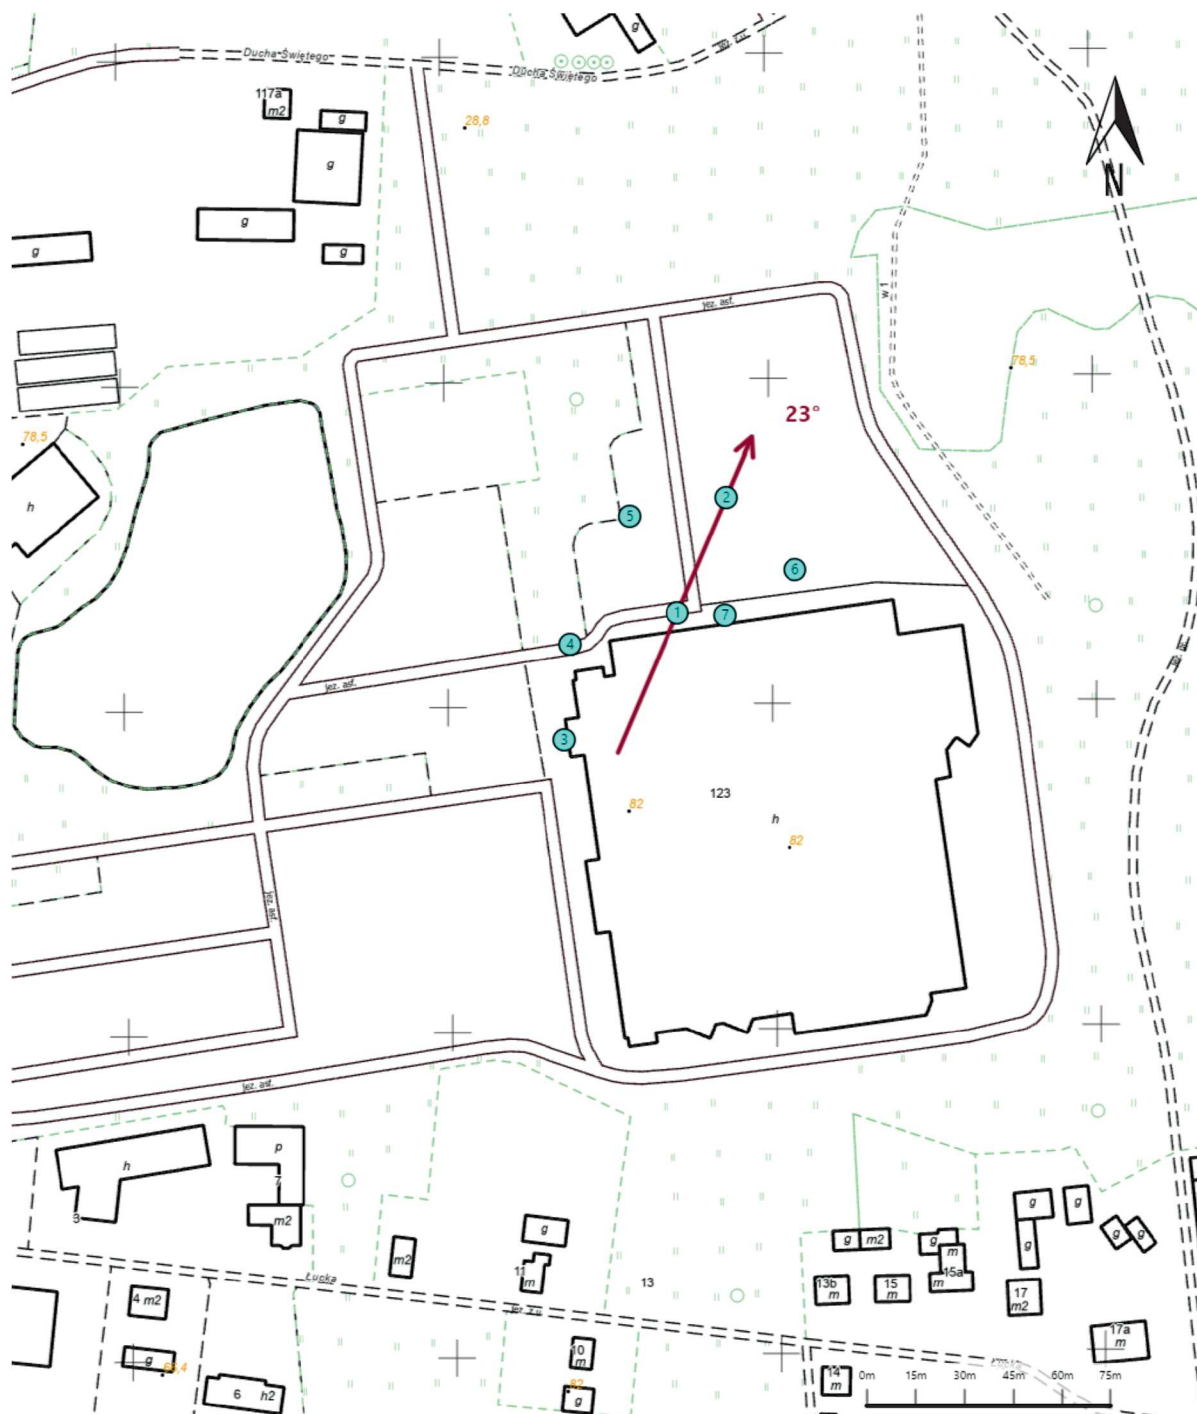 g
Ducha Świętego
Ducha Świętego
117a
m2
g
28,8
g
N
g
g
g
w ł
jez. asf.
78,5
23°
78,5
h
2
5
6
1
7
4
jez. asf.
3
123
82
h
82
jez. asf.
jez. asf.
h
p
7
3
m2
g
m2
11
m
13
g
m2
g
m
g
g
g
g
13b
m
15
m
15a
m
17
m2
Łucka
4 m2
17a
m
g
6
h2
10
m
82
g
14
m
Łucka
0m 15m 30m 45m 60m 75m